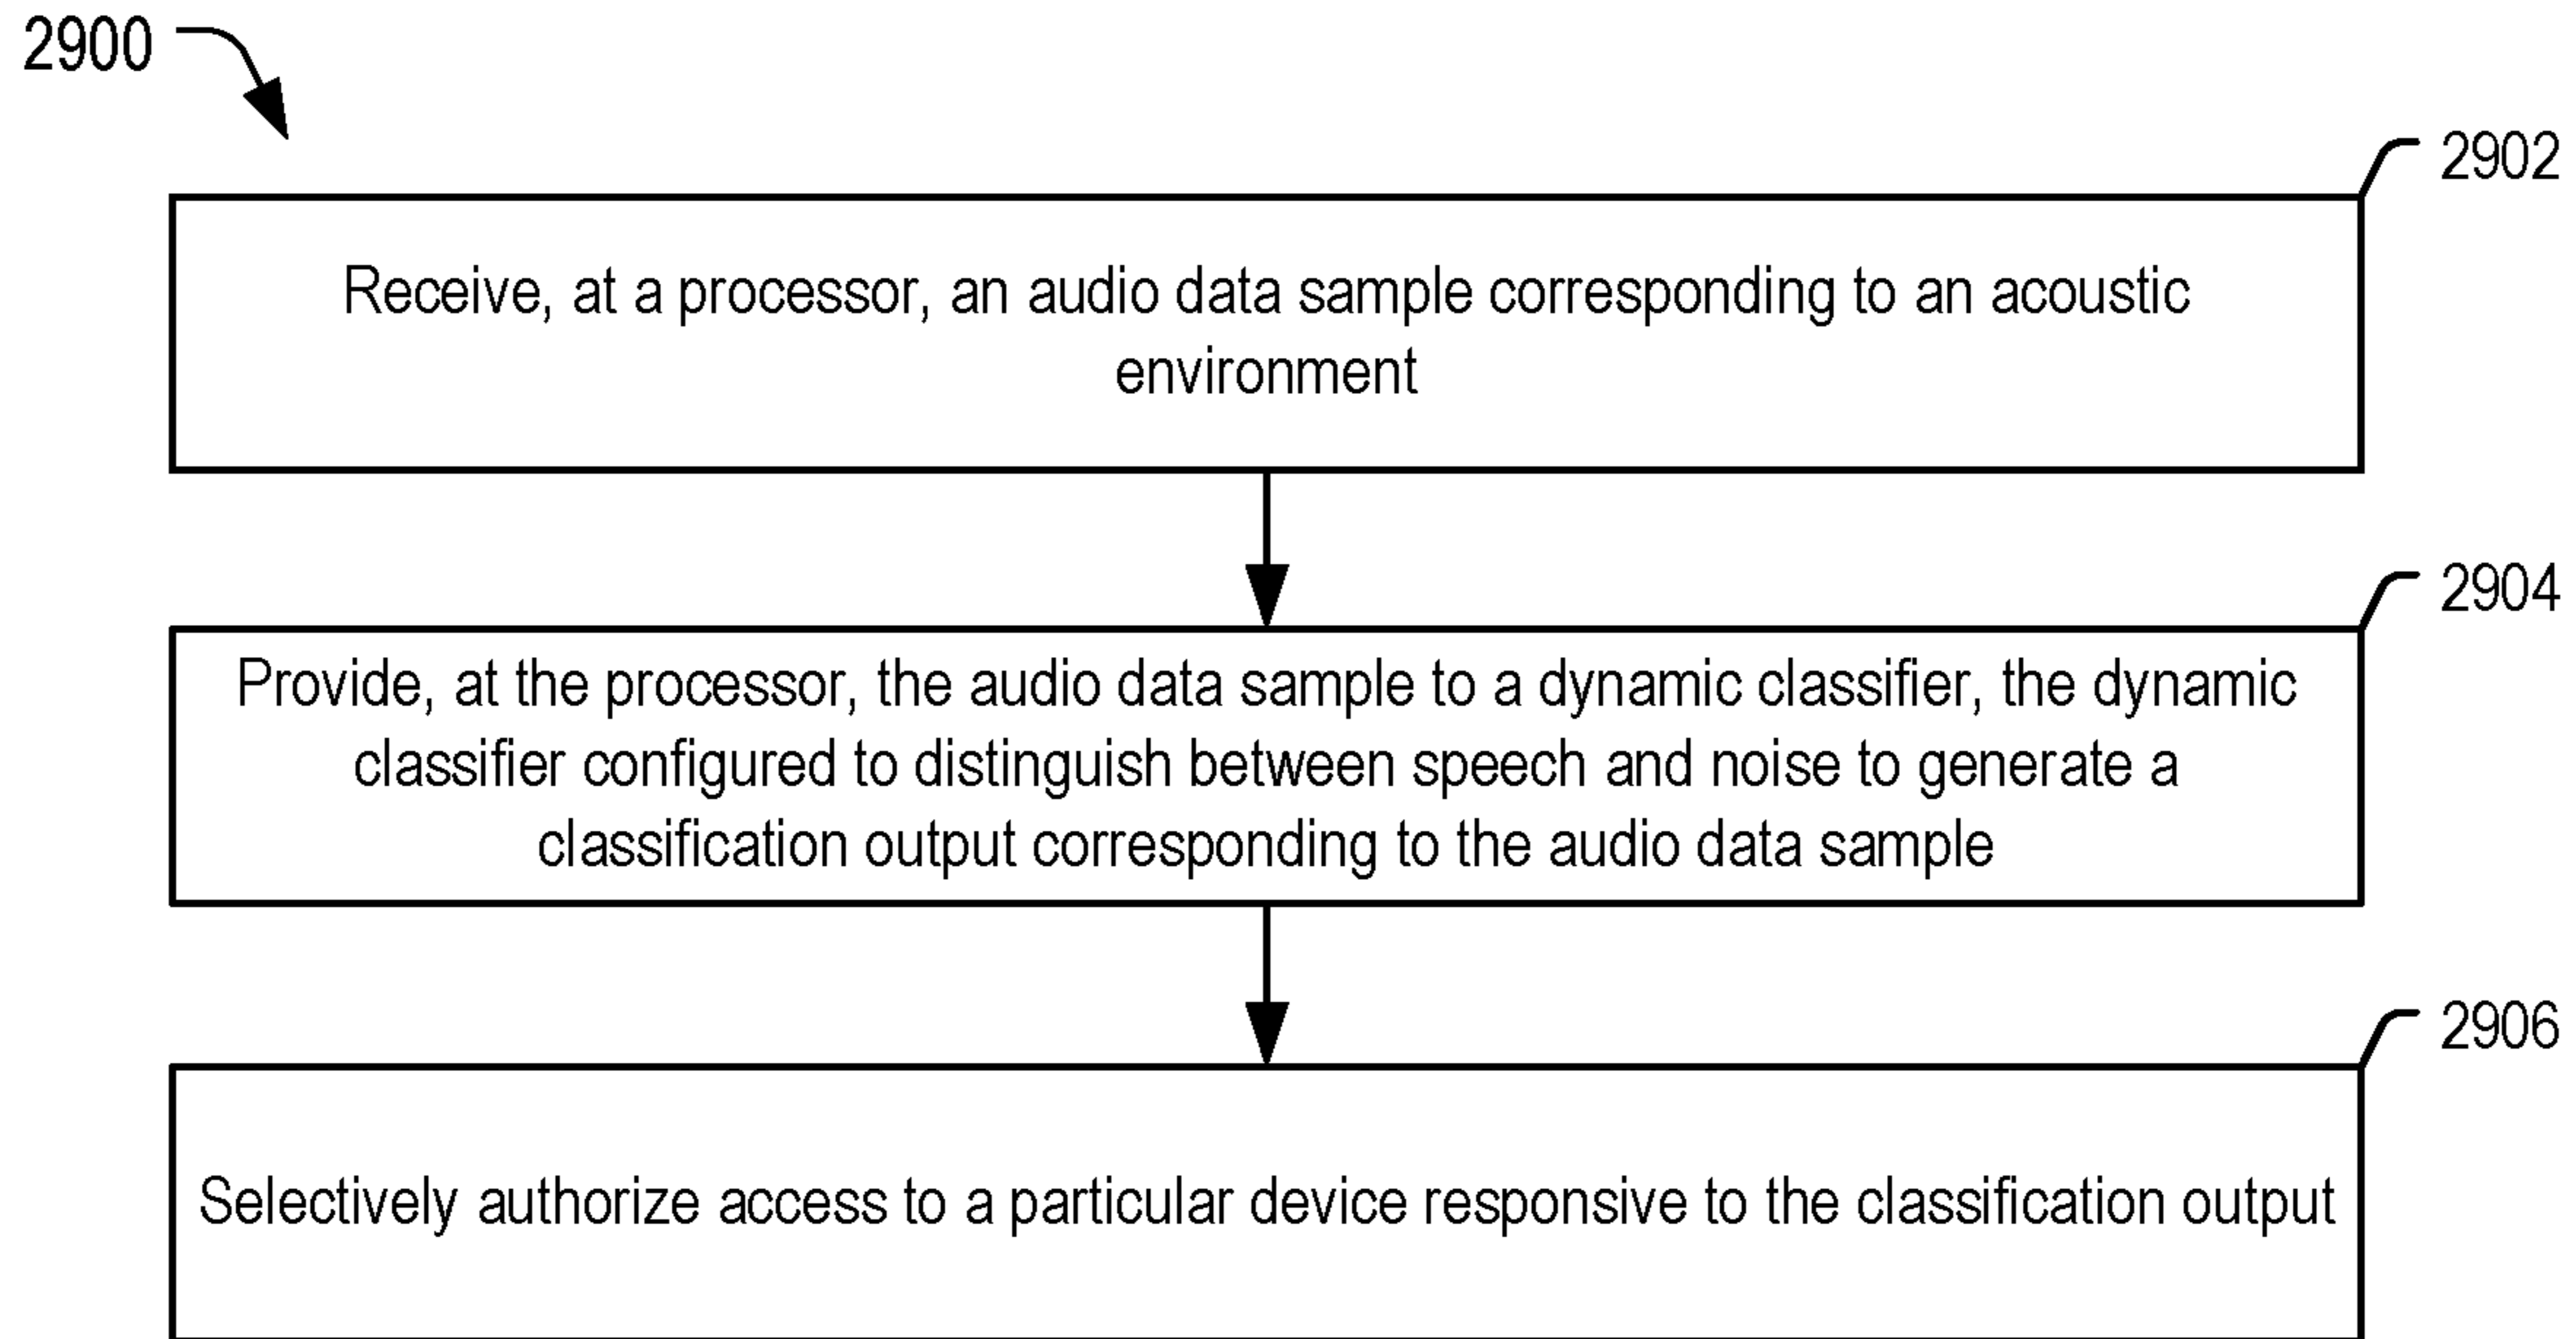 2900
2902
Receive, at a processor, an audio data sample corresponding to an acoustic
environment
2904
Provide, at the processor, the audio data sample to a dynamic classifier, the dynamic
classifier configured to distinguish between speech and noise to generate a
classification output corresponding to the audio data sample
2906
Selectively authorize access to a particular device responsive to the classification output